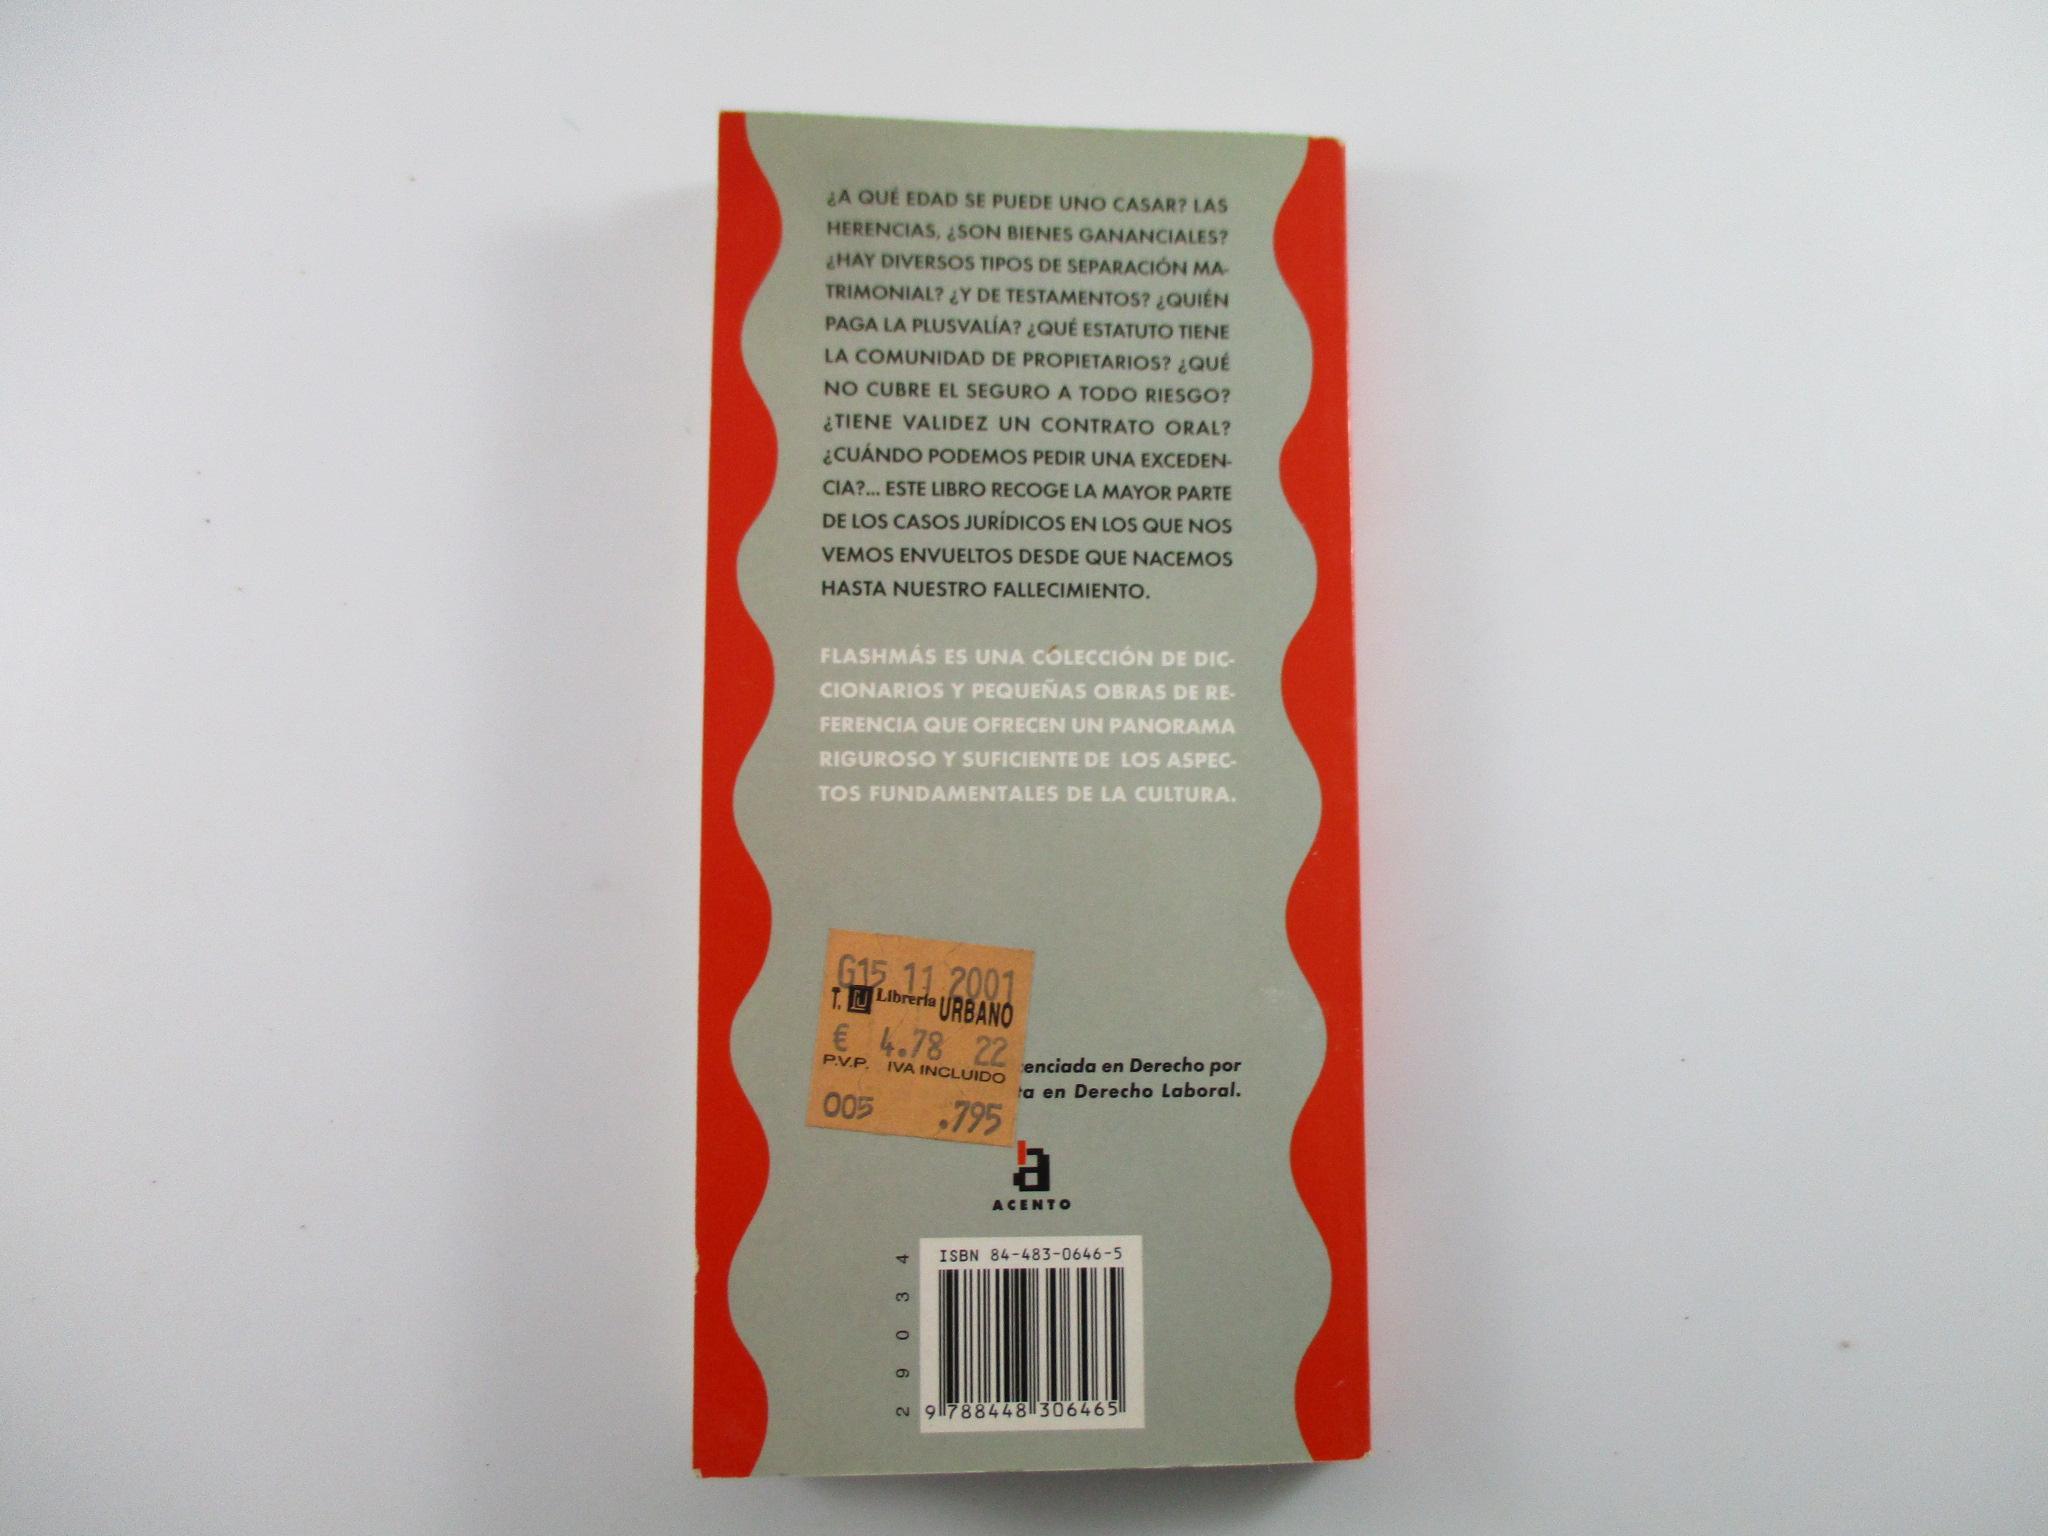 ¿A QUÉ EDAD SE PUEDE UNO CASAR? LAS
HERENCIAS, ¿SON BIENES GANANCIALES?
¿HAY DIVERSOS TIPOS DE SEPARACIÓN MA-
TRIMONIAL? ¿Y DE TESTAMENTOS? ¿QUIÉN
PAGA LA PLUSVALÍA? ¿QUÉ ESTATUTO TIENE
LA COMUNIDAD DE PROPIETARIOS? ¿QUÉ
NO CUBRE EL SEGURO A TODO RIESGO?
¿TIENE VALIDEZ UN CONTRATO ORAL?
¿CUÁNDO PODEMOS PEDIR UNA EXCEDEN-
CIA?... ESTE LIBRO RECOGE LA MAYOR PARTE
DE LOS CASOS JURÍDICOS EN LOS QUE NOS
VEMOS ENVUELTOS DESDE QUE NACEMOS
HASTA NUESTRO FALLECIMIENTO.
FLASHMÁS ES UNA COLECCIÓN DE DIC-
CIONARIOS Y PEQUEÑAS OBRAS DE RE-
FERENCIA QUE OFRECEN UN PANORAMA
RIGUROSO Y SUFICIENTE DE LOS ASPEC-
TOS FUNDAMENTALES DE LA CULTURA.
G15 11 2001
T. Librería URBANO
€ 4.78 22
P.V.P. IVA INCLUIDO
005 .795
en Derecho por
en Derecho Laboral.
ACENTO
ISBN 84-483-0646-5
9 788448 306465
29034